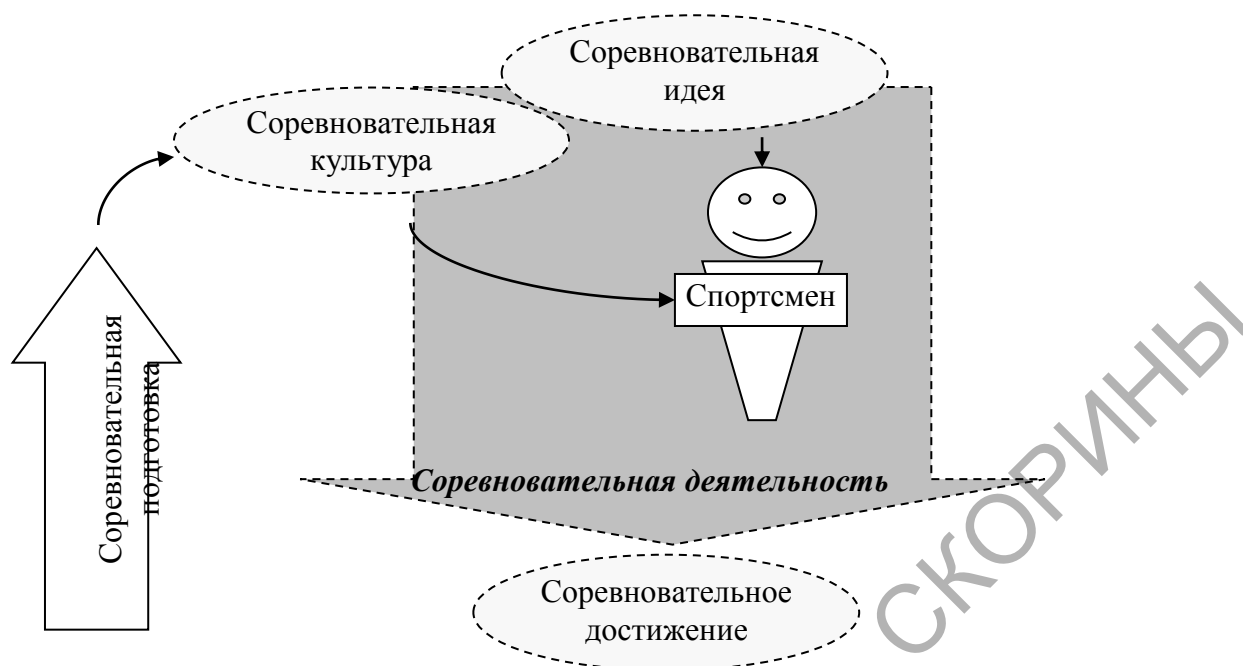 Соревновательная
идея
Соревновательная
культура
Спортсмен
Соревновательная
подготовка
Соревновательная деятельность
Соревновательное
достижение
СКОРИНЫ